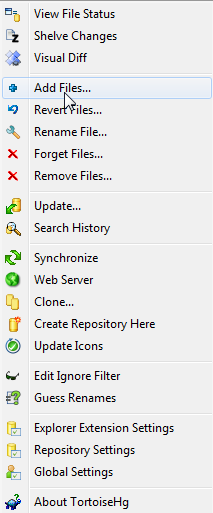 View File Status
Shelve Changes
Visual Diff
Add Files...
Revert Files...
Rename File...
Forget Files...
Remove Files...
Update...
Search History
Synchronize
Web Server
Clone...
Create Repository Here
Update Icons
Edit Ignore Filter
Guess Renames
Explorer Extension Settings
Repository Settings
Global Settings
About TortoiseHg